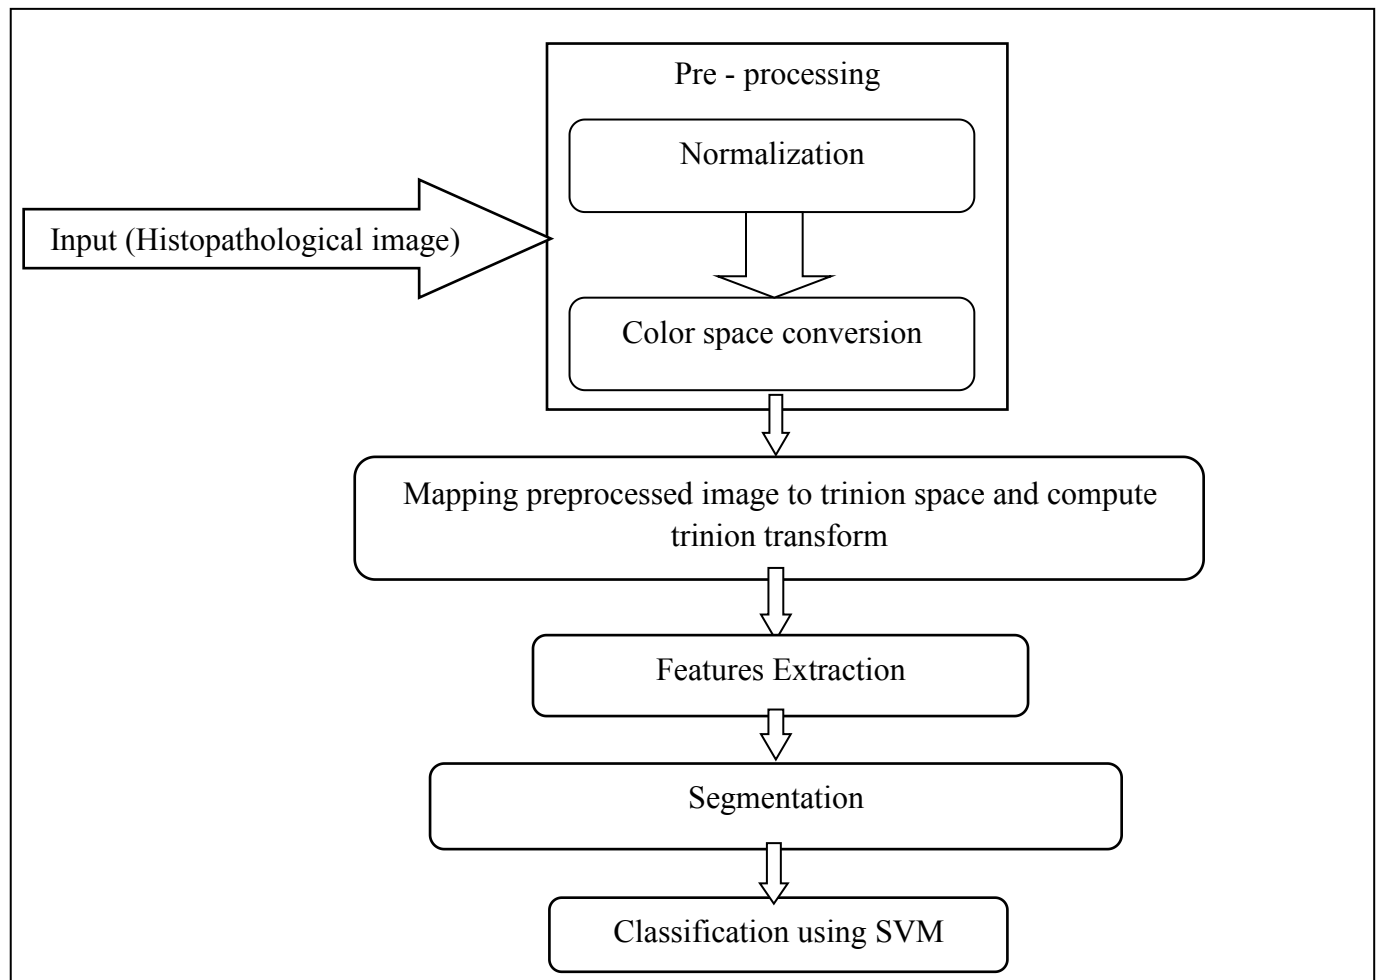 Pre - processing
Normalization
Input (Histopathological image)
Color space conversion
Mapping preprocessed image to trinion space and compute
trinion transform
Features Extraction
Segmentation
Classification using SVM